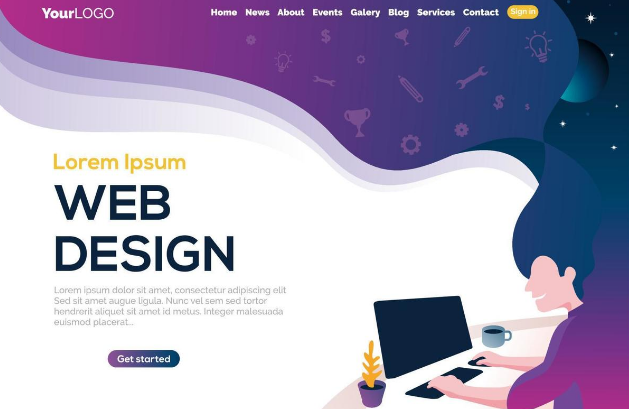 YourLOGO
Home News About Events Galery Blog Services Contact Sign in
Lorem Ipsum
WEB
DESIGN
Lorem ipsum dolor sit amet, consectetur adipiscing elit
Sed sit amet augue ligula. Nunc vel sem sed tortor
hendrerit aliquet sit amet id metus. Integer malesuada
euismod placerat...
Get started